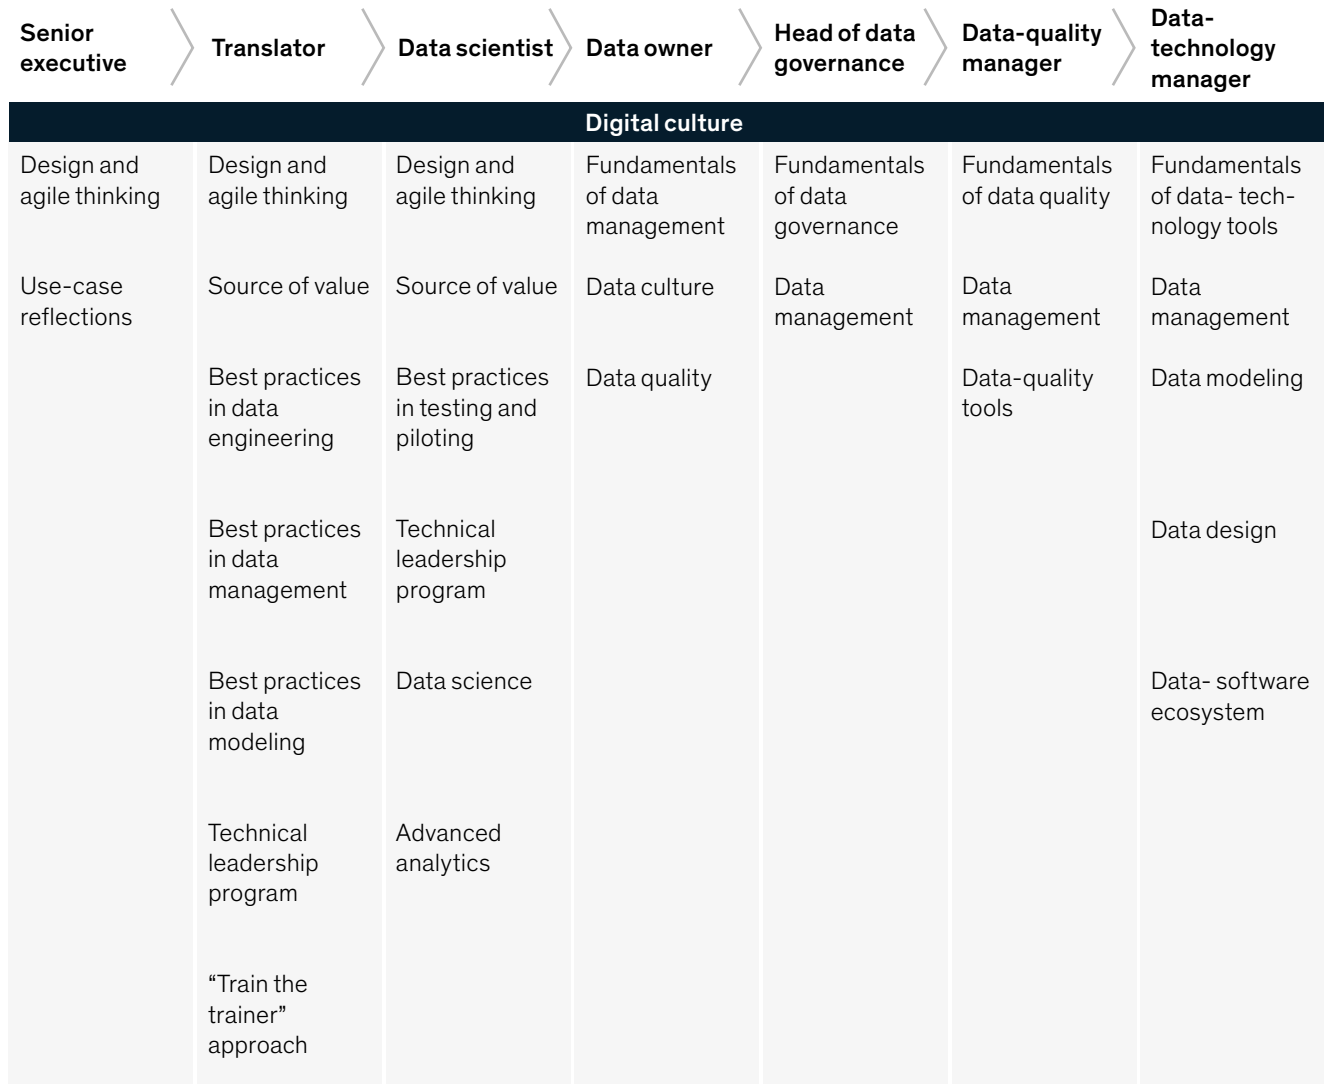 Senior
executive
Translator
Data scientist
Data owner
Head of data
governance
Data-quality
manager
Data-
technology
manager
Digital culture
Design and
agile thinking
Design and
agile thinking
Design and
agile thinking
Fundamentals
of data
management
Fundamentals
of data
governance
Fundamentals
of data quality
Fundamentals
of data- tech-
nology tools
Use-case
reflections
Source of value
Source of value
Data culture
Data
management
Data
management
Data
management
Best practices
in data
engineering
Best practices
in testing and
piloting
Data quality
Data-quality
tools
Data modeling
Best practices
in data
management
Technical
leadership
program
Data design
Best practices
in data
modeling
Data science
Data- software
ecosystem
Technical
leadership
program
Advanced
analytics
“Train the
trainer”
approach